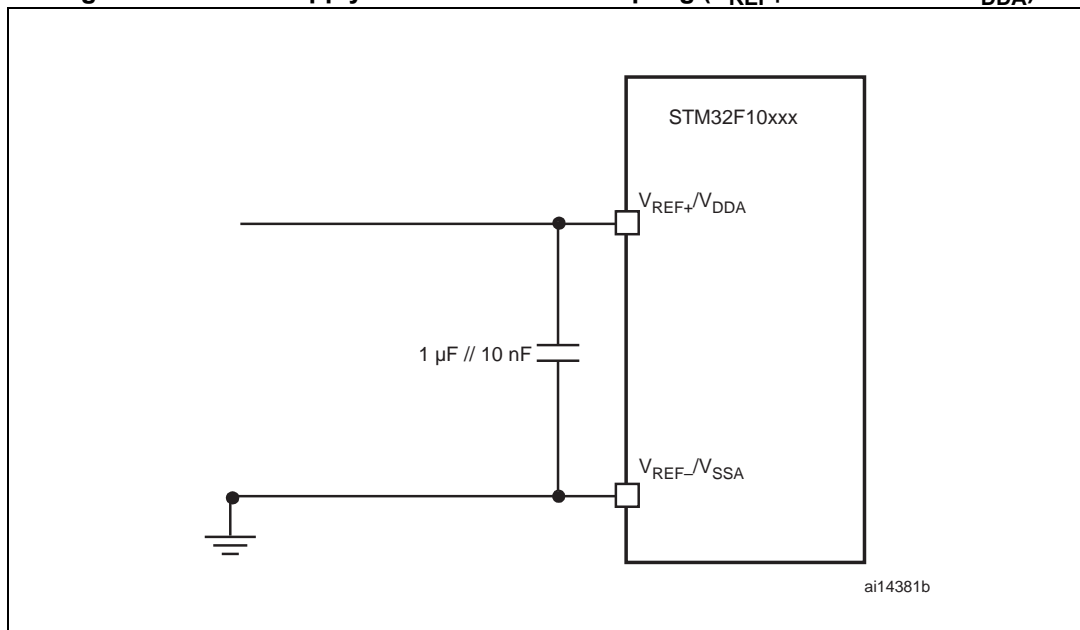 STM32F10xxx
VREF+/VDDA
1 µF // 10 nF
VREF–/VSSA
ai14381b